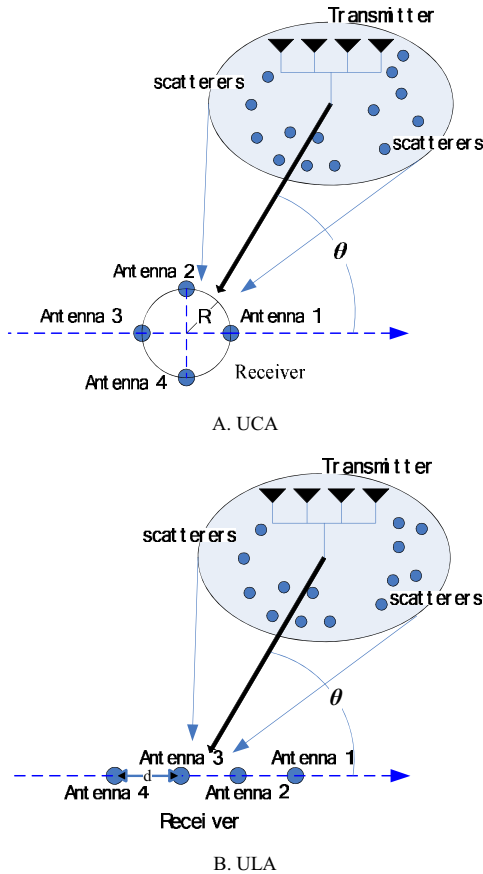 Transmitter
scatterers
scatterers
θ
Antenna 2
Antenna 3
Antenna 1
R
Antenna 4
Receiver
A. UCA
Transmitter
scatterers
scatterers
θ
Antenna 3
Antenna 1
d
Antenna 4
Antenna 2
Receiver
B. ULA